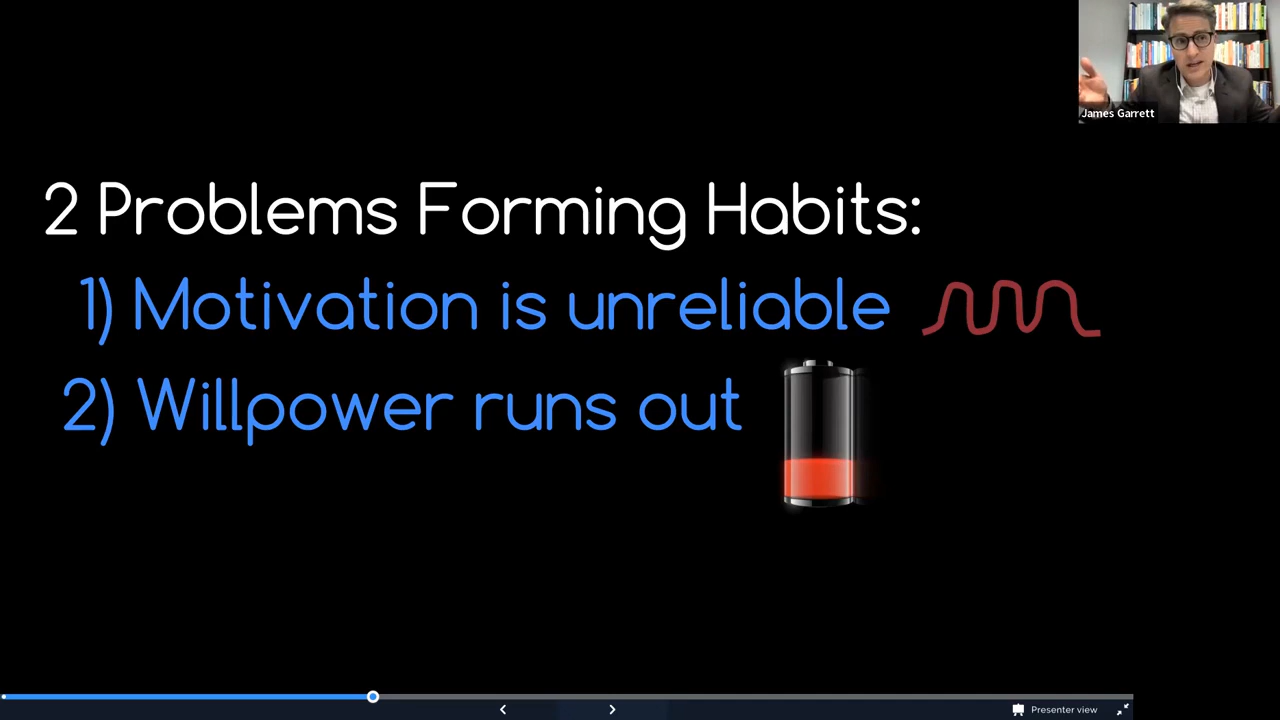 James Garrett
2 Problems Forming Habits:
1) Motivation is unreliable
2) Willpower runs out
Presenter view